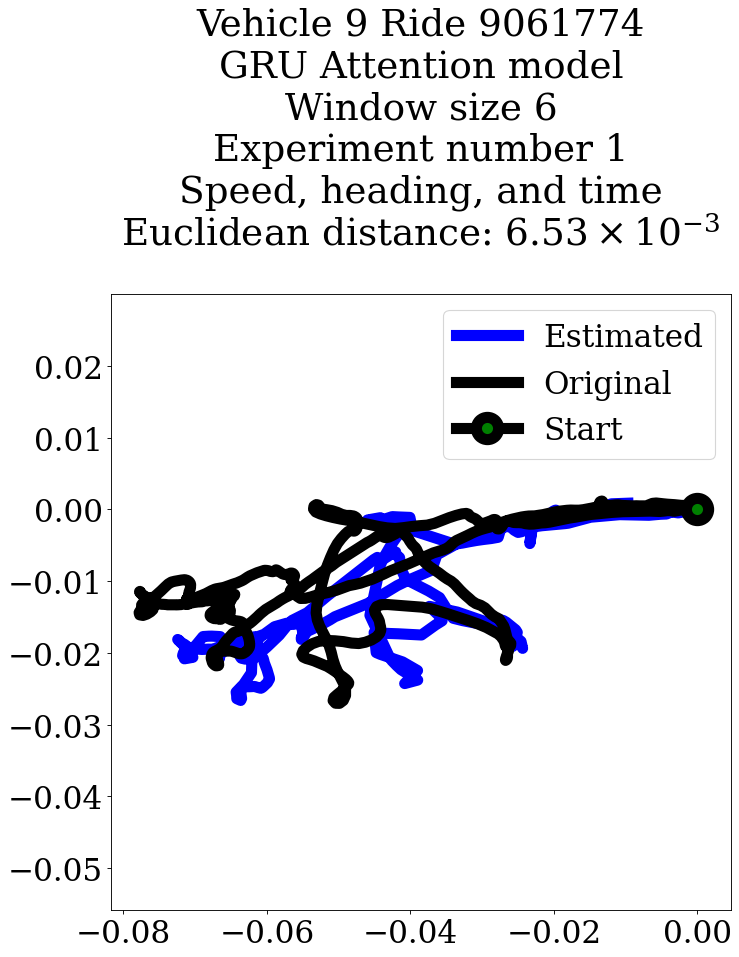 Vehicle 9 Ride 9061774
GRU Attention model
Window size 6
Experiment number 1
Speed, heading, and time
Euclidean distance: 6.53 × 10⁻³
Estimated
Original
Start
0.02
0.01
0.00
−0.01
−0.02
−0.03
−0.04
−0.05
−0.08 −0.06 −0.04 −0.02 0.00